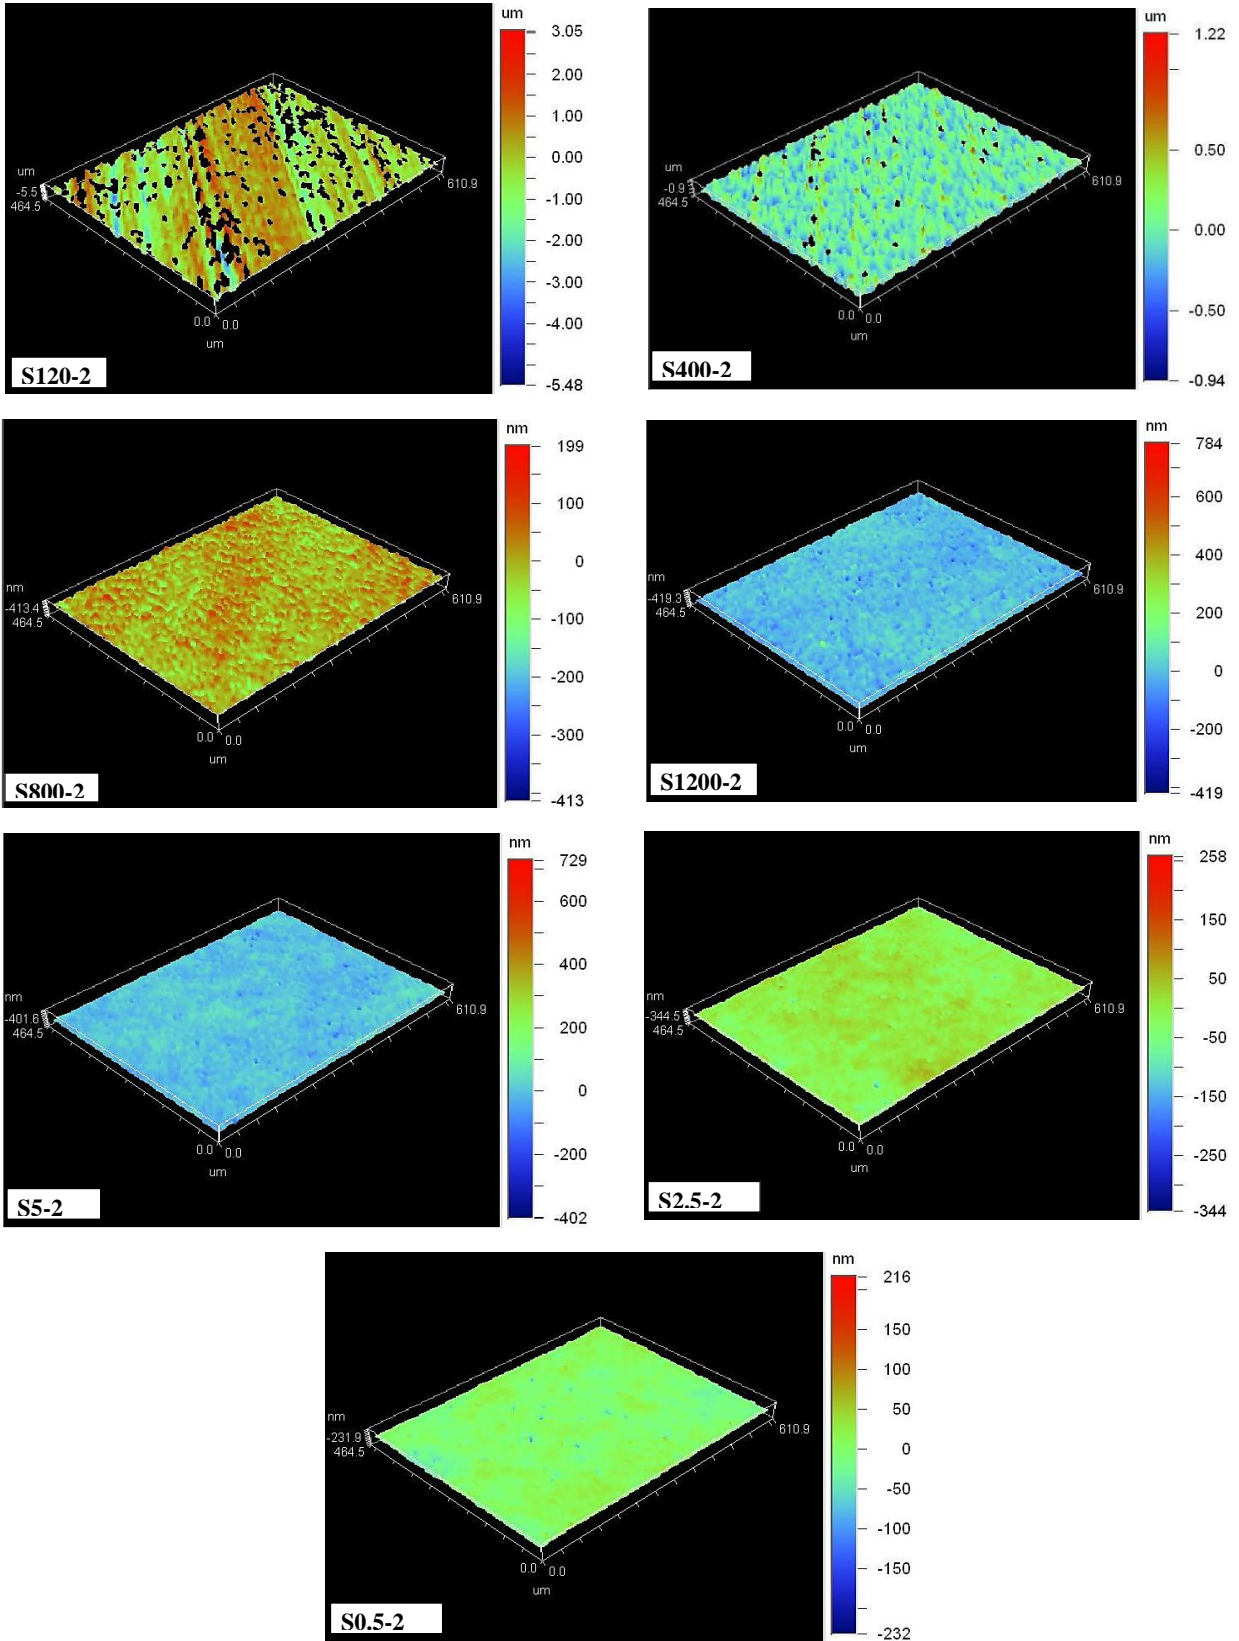 um
3.05
2.00
1.00
0.00
-1.00
-2.00
-3.00
-4.00
-5.48
um
-5.5
464.5
610.9
0.0 0.0
um
S120-2
um
1.22
0.50
0.00
-0.50
-0.94
um
-0.9
464.5
610.9
0.0 0.0
um
S400-2
nm
199
100
0
-100
-200
-300
-413
nm
-413.4
464.5
610.9
0.0 0.0
um
S800-2
nm
784
600
400
200
0
-200
-419
nm
-419.3
464.5
610.9
0.0 0.0
um
S1200-2
nm
729
600
400
200
0
-200
-402
nm
-401.6
464.5
610.9
0.0 0.0
um
S5-2
nm
258
150
50
-50
-150
-250
-344
nm
-344.5
464.5
610.9
0.0 0.0
um
S2.5-2
nm
216
150
100
50
0
-50
-100
-150
-232
nm
-231.9
464.5
610.9
0.0 0.0
um
S0.5-2